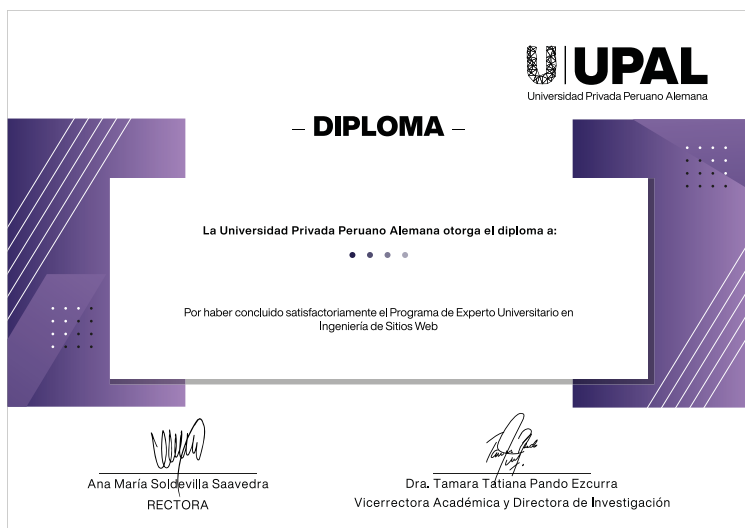 UPAL
Universidad Privada Peruano Alemana
– DIPLOMA –
La Universidad Privada Peruano Alemana otorga el diploma a:
Por haber concluido satisfactoriamente el Programa de Experto Universitario en
Ingeniería de Sitios Web
Ana María Soldevilla Saavedra
RECTORA
Dra. Tamara Tatiana Pando Ezcurra
Vicerrectora Académica y Directora de Investigación